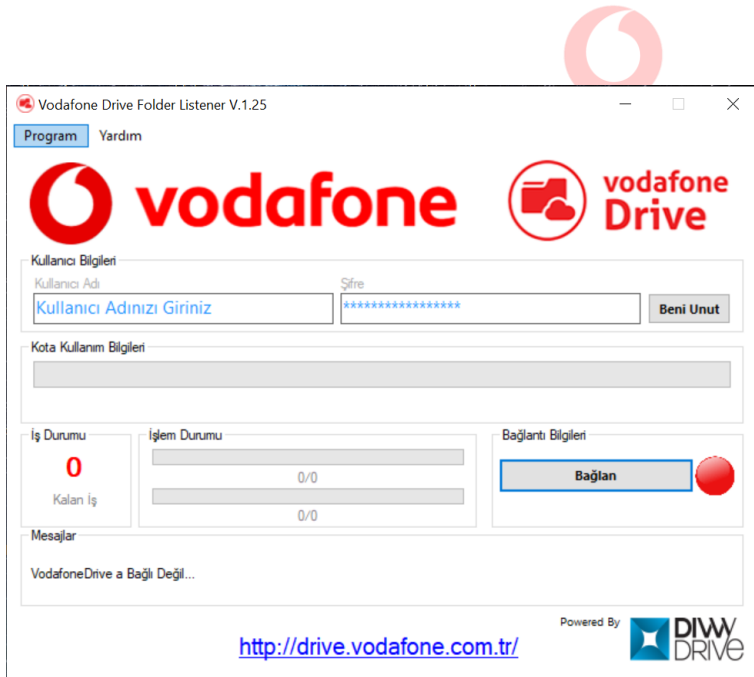 Vodafone Drive Folder Listener V.1.25
Program Yardım
vodafone
vodafone
Drive
Kullanıcı Bilgileri
Kullanıcı Adı Şifre
Kullanıcı Adınızı Giriniz ***************** Beni Unut
Kota Kullanım Bilgileri
İş Durumu İşlem Durumu Bağlantı Bilgileri
0 0/0 Bağlan
Kalan İş 0/0
Mesajlar
VodafoneDrive a Bağlı Değil...
http://drive.vodafone.com.tr/
Powered By
DIVVY
DRIVE